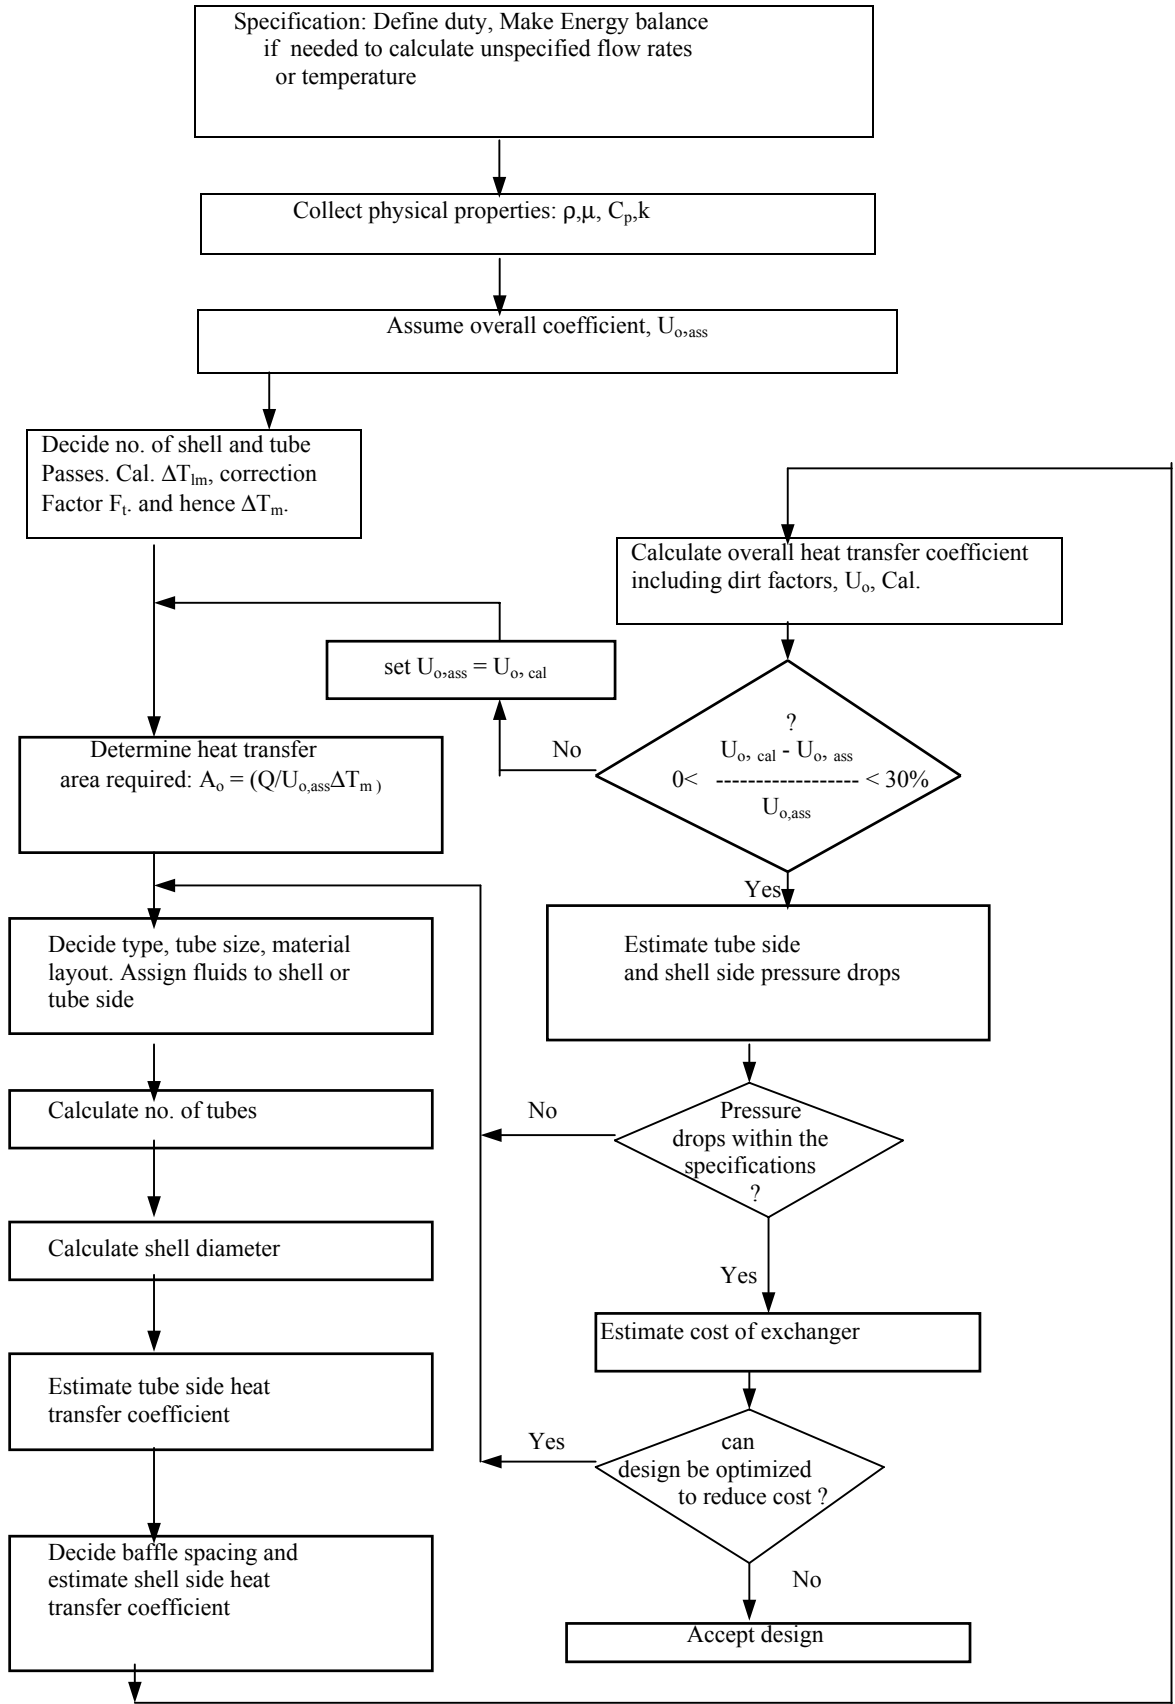 Specification: Define duty, Make Energy balance
if needed to calculate unspecified flow rates
or temperature
Collect physical properties: ρ,μ, Cp,k
Assume overall coefficient, Uo,ass
Decide no. of shell and tube
Passes. Cal. ΔTlm, correction
Factor Ft. and hence ΔTm.
Determine heat transfer
area required: Ao = (Q/Uo,assΔTm )
Decide type, tube size, material
layout. Assign fluids to shell or
tube side
Calculate no. of tubes
Calculate shell diameter
Estimate tube side heat
transfer coefficient
Decide baffle spacing and
estimate shell side heat
transfer coefficient
Calculate overall heat transfer coefficient
including dirt factors, Uo, Cal.
?
Uo, cal - Uo, ass
0< ------------------- < 30%
Uo,ass
No
set Uo,ass = Uo, cal
Yes
Estimate tube side
and shell side pressure drops
Pressure
drops within the
specifications
?
No
Yes
Estimate cost of exchanger
can
design be optimized
to reduce cost ?
Yes
No
Accept design